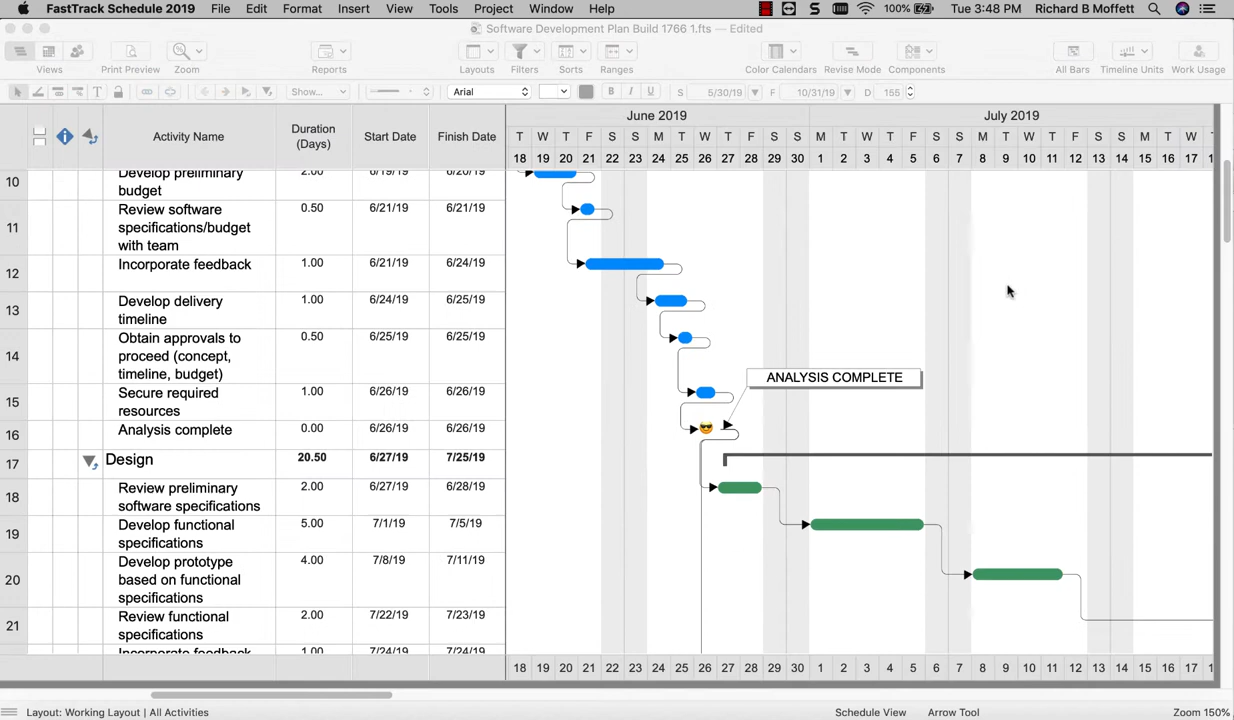 FastTrack Schedule 2019 File Edit Format Insert View Tools Project Window Help 100% Tue 3:48 PM Richard B Moffett
Software Development Plan Build 1766 1.fts — Edited
Views Print Preview Zoom Reports Layouts Filters Sorts Ranges Color Calendars Revise Mode Components All Bars Timeline Units Work Usage
Show... Arial B I U S 5/30/19 F 10/31/19 D 155
June 2019 July 2019
Activity Name Duration (Days) Start Date Finish Date
T W T F S S M T W T F S S M T W T F S S M T W T F S S M T W
18 19 20 21 22 23 24 25 26 27 28 29 30 1 2 3 4 5 6 7 8 9 10 11 12 13 14 15 16 17 1
10 Develop preliminary 2.00 6/19/19 6/20/19
budget
11 Review software 0.50 6/21/19 6/21/19
specifications/budget
with team
12 Incorporate feedback 1.00 6/21/19 6/24/19
13 Develop delivery 1.00 6/24/19 6/25/19
timeline
14 Obtain approvals to 0.50 6/25/19 6/25/19
proceed (concept,
timeline, budget)
ANALYSIS COMPLETE
15 Secure required 1.00 6/26/19 6/26/19
resources
16 Analysis complete 0.00 6/26/19 6/26/19
17 Design 20.50 6/27/19 7/25/19
18 Review preliminary 2.00 6/27/19 6/28/19
software specifications
19 Develop functional 5.00 7/1/19 7/5/19
specifications
20 Develop prototype 4.00 7/8/19 7/11/19
based on functional
specifications
21 Review functional 2.00 7/22/19 7/23/19
specifications
Incorporate feedback 1.00 7/24/19 7/24/19
18 19 20 21 22 23 24 25 26 27 28 29 30 1 2 3 4 5 6 7 8 9 10 11 12 13 14 15 16 17 1
Layout: Working Layout | All Activities Schedule View Arrow Tool Zoom 150%